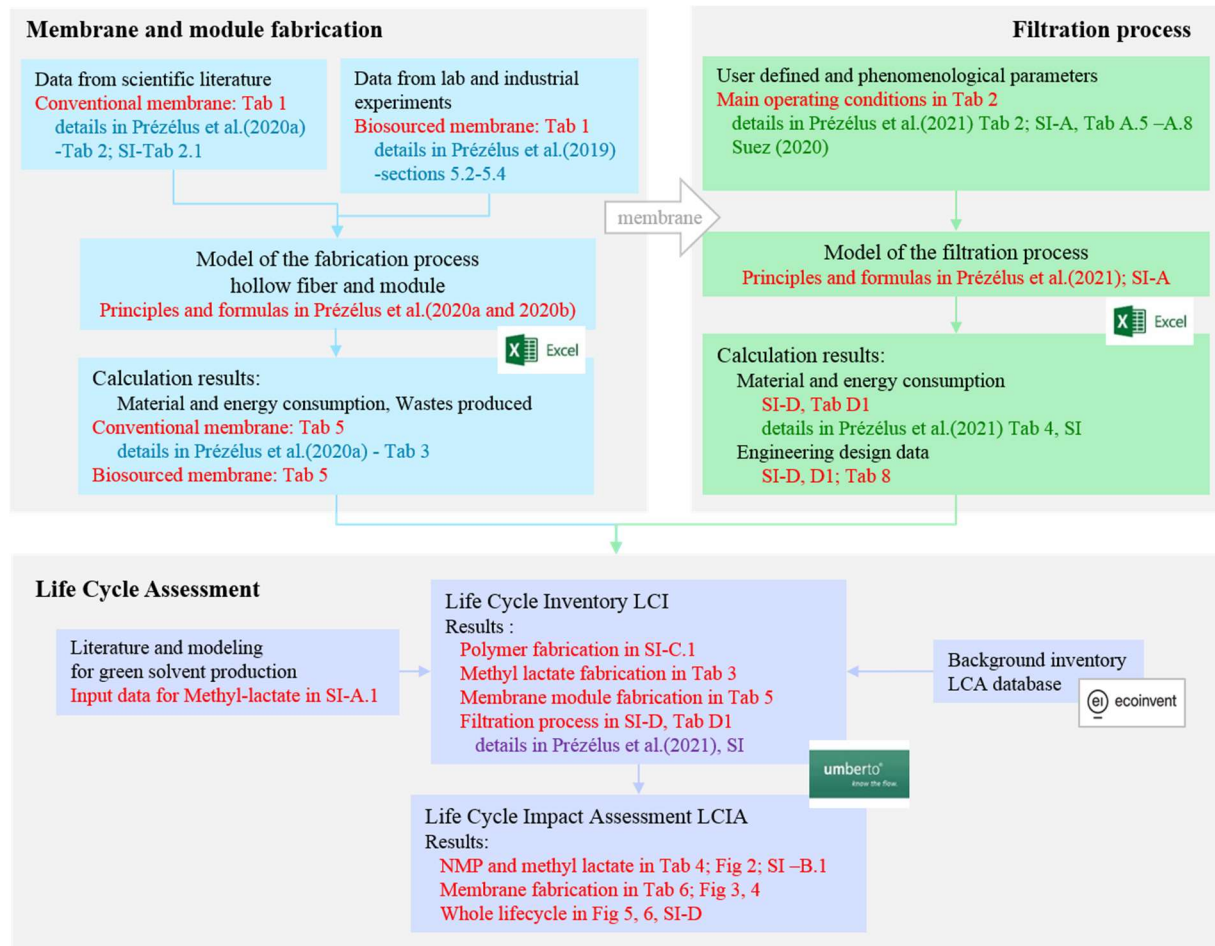 Membrane and module fabrication
Data from scientific literature
Conventional membrane: Tab 1
details in Prézélus et al.(2020a)
-Tab 2; SI-Tab 2.1
Data from lab and industrial
experiments
Biosourced membrane: Tab 1
details in Prézélus et al.(2019)
-sections 5.2-5.4
Model of the fabrication process
hollow fiber and module
Principles and formulas in Prézélus et al.(2020a and 2020b)
Excel
Calculation results:
Material and energy consumption, Wastes produced
Conventional membrane: Tab 5
details in Prézélus et al.(2020a) - Tab 3
Biosourced membrane: Tab 5
membrane
Filtration process
User defined and phenomenological parameters
Main operating conditions in Tab 2
details in Prézélus et al.(2021) Tab 2; SI-A, Tab A.5 –A.8
Suez (2020)
Model of the filtration process
Principles and formulas in Prézélus et al.(2021); SI-A
Excel
Calculation results:
Material and energy consumption
SI-D, Tab D1
details in Prézélus et al.(2021) Tab 4, SI
Engineering design data
SI-D, D1; Tab 8
Life Cycle Assessment
Literature and modeling
for green solvent production
Input data for Methyl-lactate in SI-A.1
Life Cycle Inventory LCI
Results :
Polymer fabrication in SI-C.1
Methyl lactate fabrication in Tab 3
Membrane module fabrication in Tab 5
Filtration process in SI-D, Tab D1
details in Prézélus et al.(2021), SI
Background inventory
LCA database
ei ecoinvent
umberto®
know the flow.
Life Cycle Impact Assessment LCIA
Results:
NMP and methyl lactate in Tab 4; Fig 2; SI –B.1
Membrane fabrication in Tab 6; Fig 3, 4
Whole lifecycle in Fig 5, 6, SI-D